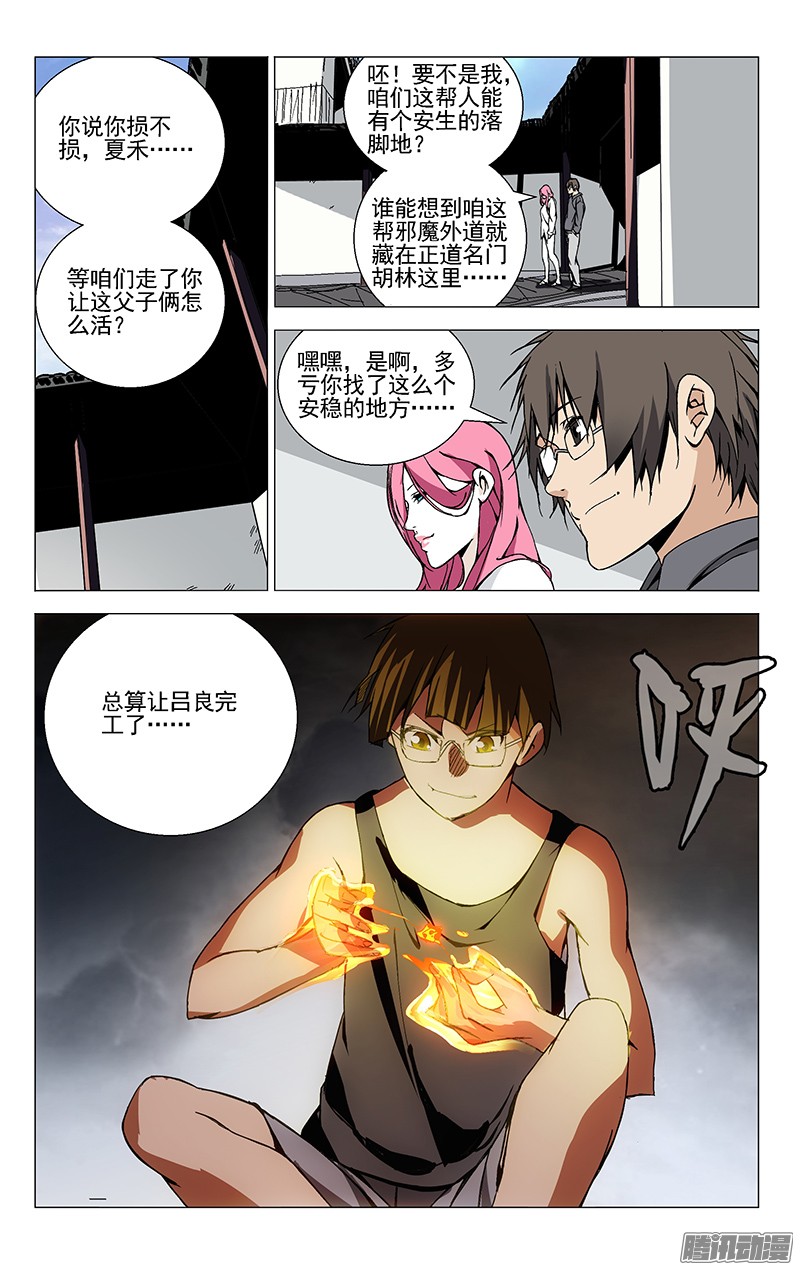 你说你损不
损，夏禾……
等咱们走了你
让这父子俩怎
么活？
呸！要不是我，
咱们这帮人能
有个安生的落
脚地？
谁能想到咱这
帮邪魔外道就
藏在正道名门
胡林这里……
嘿嘿，是啊，多
亏你找了这么个
安稳的地方……
总算让吕良完
工了……
呀
腾讯动漫